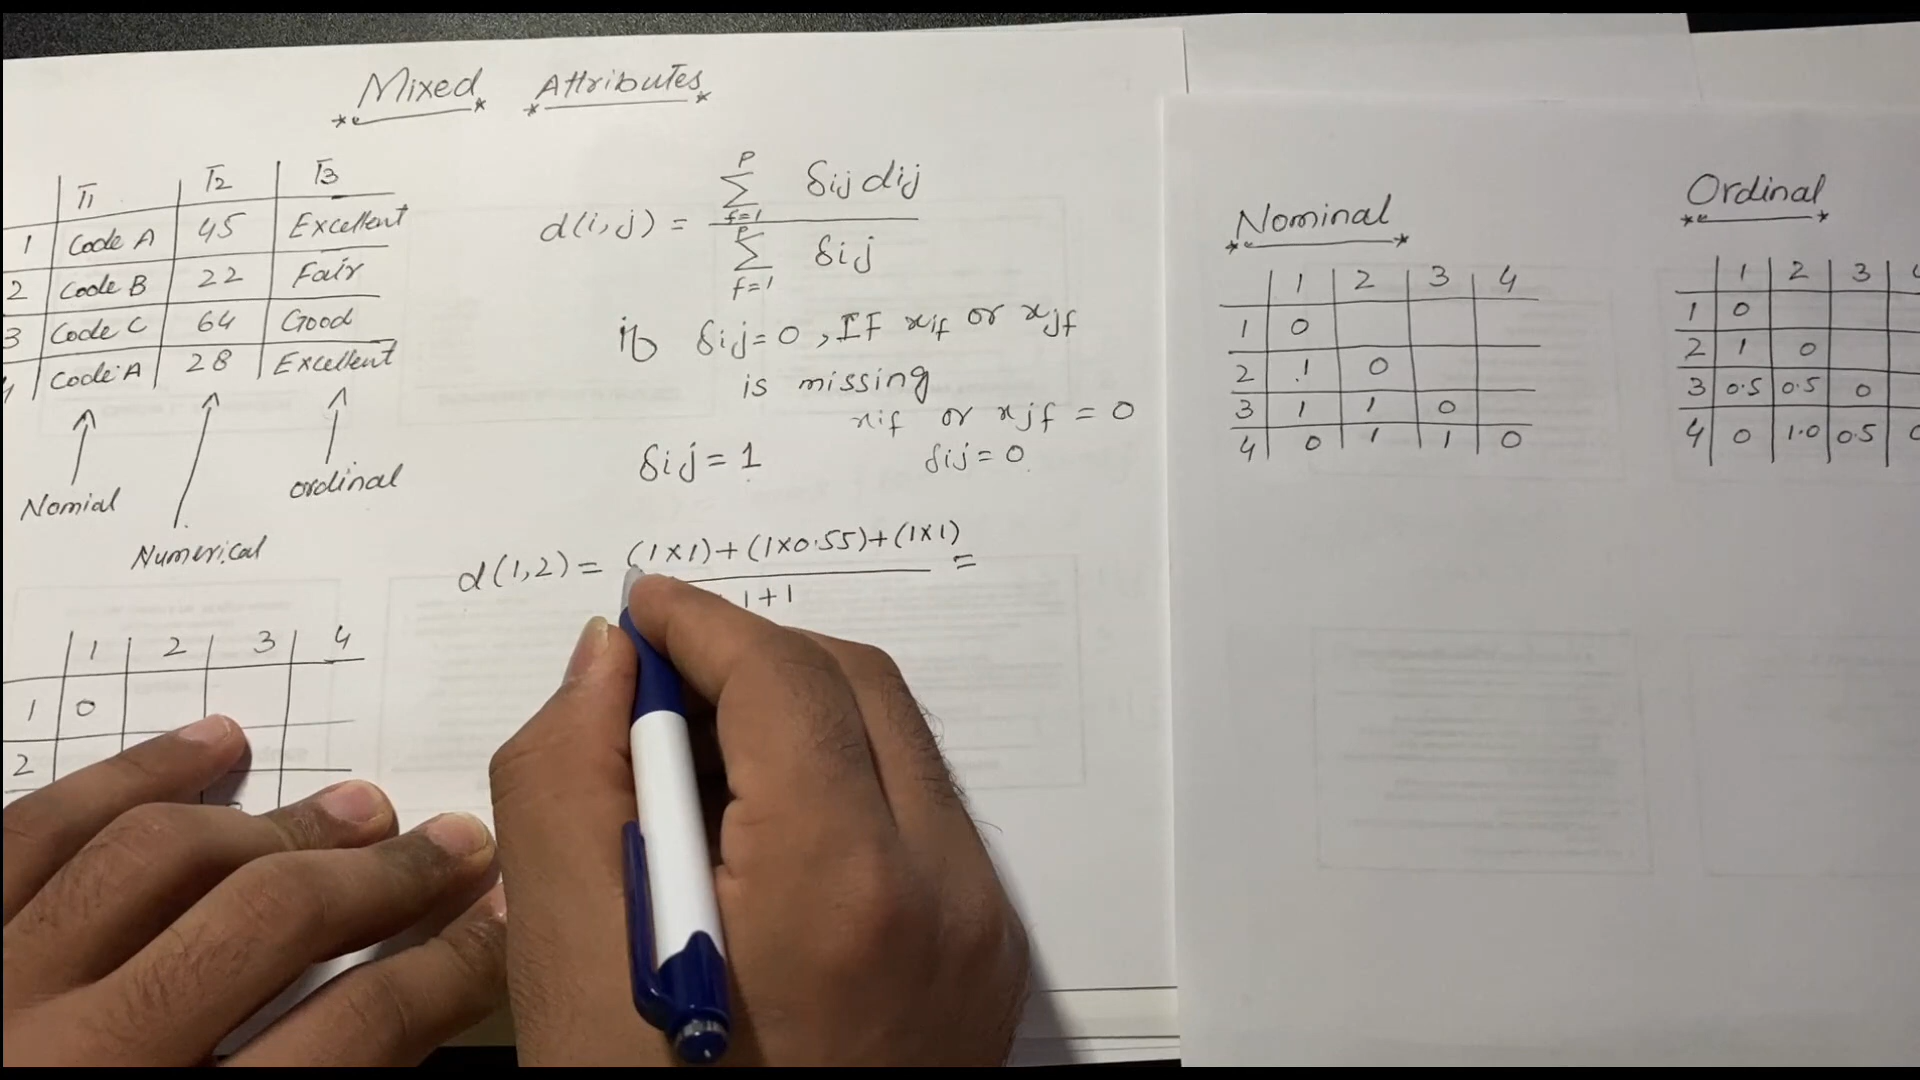 Mixed Attributes
T1 T2 T3
1 Code A 45 Excellent
2 Code B 22 Fair
3 Code C 64 Good
4 Code A 28 Excellent
Nomial
Numerical
ordinal
d(i,j) = Σ f=1 P δij dij
Σ f=1 P δij
δij=0, IF xif or xjf
is missing
xif or xjf = 0
δij = 1
δij = 0
d(1,2) = (1×1)+(1×0.55)+(1×1) =
1+1
1 2 3 4
1 0
2
Nominal
1 2 3 4
1 0
2 1 0
3 1 1 0
4 0 1 1 0
Ordinal
1 2 3 4
1 0
2 1 0
3 0.5 0.5 0
4 0 1.0 0.5 0